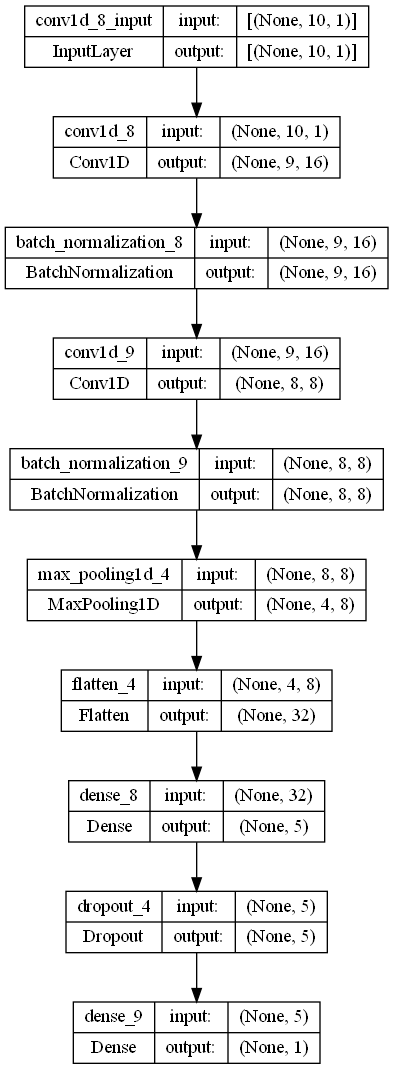 conv1d_8_input input: [(None, 10, 1)]
InputLayer output: [(None, 10, 1)]
conv1d_8 input: (None, 10, 1)
Conv1D output: (None, 9, 16)
batch_normalization_8 input: (None, 9, 16)
BatchNormalization output: (None, 9, 16)
conv1d_9 input: (None, 9, 16)
Conv1D output: (None, 8, 8)
batch_normalization_9 input: (None, 8, 8)
BatchNormalization output: (None, 8, 8)
max_pooling1d_4 input: (None, 8, 8)
MaxPooling1D output: (None, 4, 8)
flatten_4 input: (None, 4, 8)
Flatten output: (None, 32)
dense_8 input: (None, 32)
Dense output: (None, 5)
dropout_4 input: (None, 5)
Dropout output: (None, 5)
dense_9 input: (None, 5)
Dense output: (None, 1)